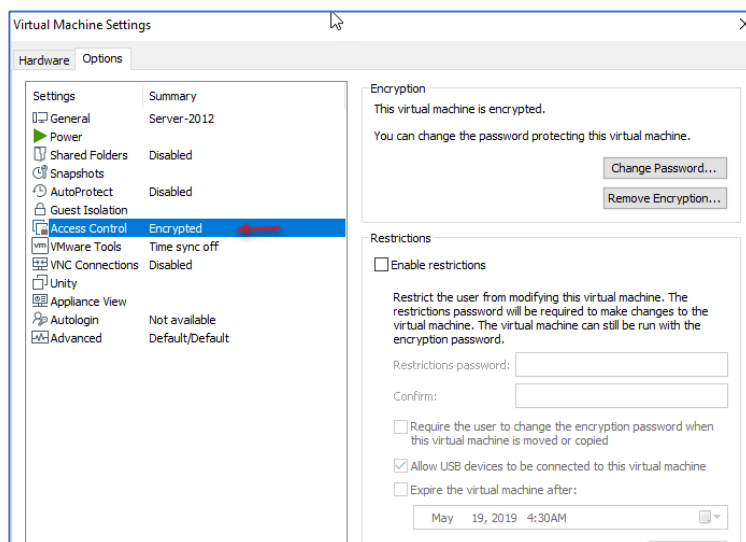 Virtual Machine Settings
Hardware Options
Settings Summary
General Server-2012
Power
Shared Folders Disabled
Snapshots
AutoProtect Disabled
Guest Isolation
Access Control Encrypted
vm VMware Tools Time sync off
VNC Connections Disabled
Unity
Appliance View
Autologin Not available
Advanced Default/Default
Encryption
This virtual machine is encrypted.
You can change the password protecting this virtual machine.
Change Password...
Remove Encryption...
Restrictions
Enable restrictions
Restrict the user from modifying this virtual machine. The
restrictions password will be required to make changes to the
virtual machine. The virtual machine can still be run with the
encryption password.
Restrictions password:
Confirm:
Require the user to change the encryption password when
this virtual machine is moved or copied
Allow USB devices to be connected to this virtual machine
Expire the virtual machine after:
May 19, 2019 4:30AM